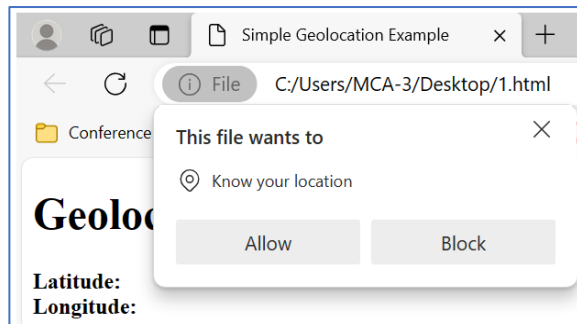 Simple Geolocation Example
File C:/Users/MCA-3/Desktop/1.html
Conference
This file wants to
Know your location
Allow Block
Latitude:
Longitude: